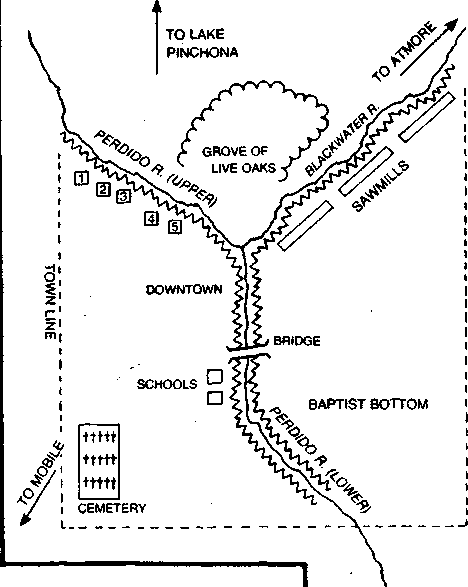 TO LAKE
PINCHONA
TO ATMORE
PERDIDO R. (UPPER)
GROVE OF
LIVE OAKS
BLACKWATER R.
SAWMILLS
1
2
3
4
5
TOWN LINE
DOWNTOWN
BRIDGE
SCHOOLS
BAPTIST BOTTOM
PERDIDO R. (LOWER)
TO MOBILE
CEMETERY